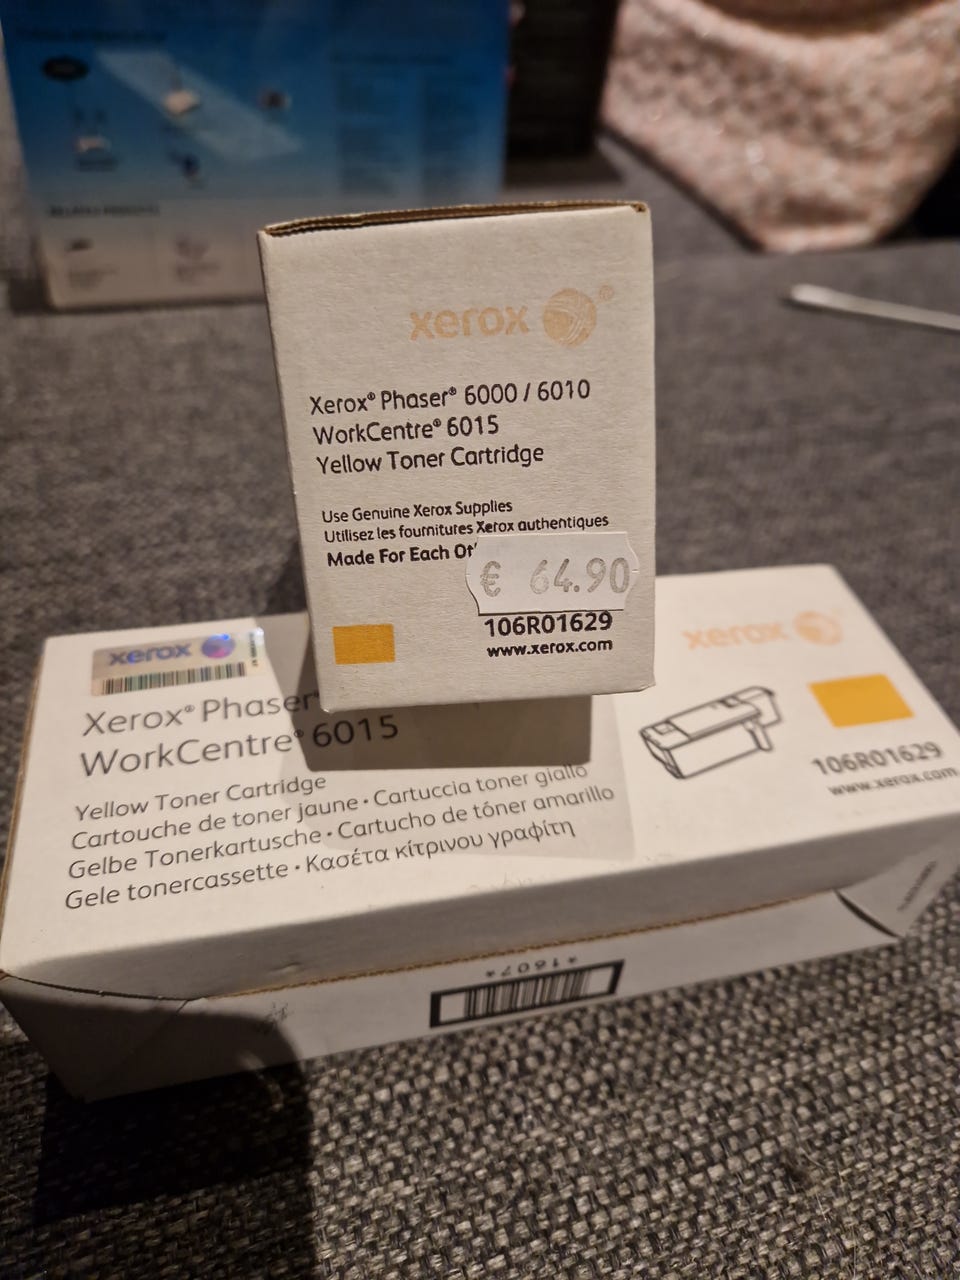 xerox ®
Xerox® Phaser® 6000 / 6010
WorkCentre® 6015
Yellow Toner Cartridge
Use Genuine Xerox Supplies
Utilisez les fournitures Xerox authentiques
Made For Each Ot
€ 64.90
106R01629
www.xerox.com
xerox
xerox
Xerox® Phaser
WorkCentre® 6015
Yellow Toner Cartridge
Cartouche de toner jaune · Cartuccia toner giallo
Gelbe Tonerkartusche · Cartucho de tóner amarillo
Gele tonercassette · Κασέτα κίτρινου γραφίτη
106R01629
www.xerox.com
*16074*